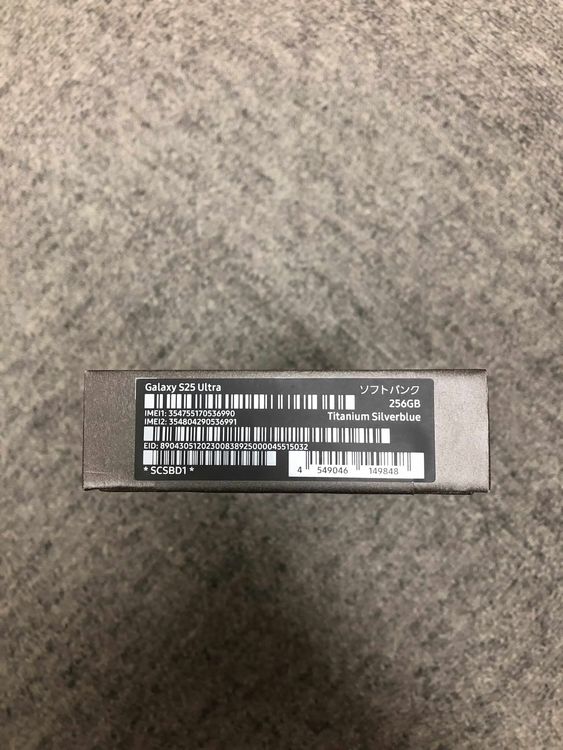 Galaxy S25 Ultra
ソフトバンク
256GB
IMEI1: 354755170536990
Titanium Silverblue
IMEI2: 354804290536991
EID: 89043051202300838925000045515032
* SCSBD1 *
4 549046 149848